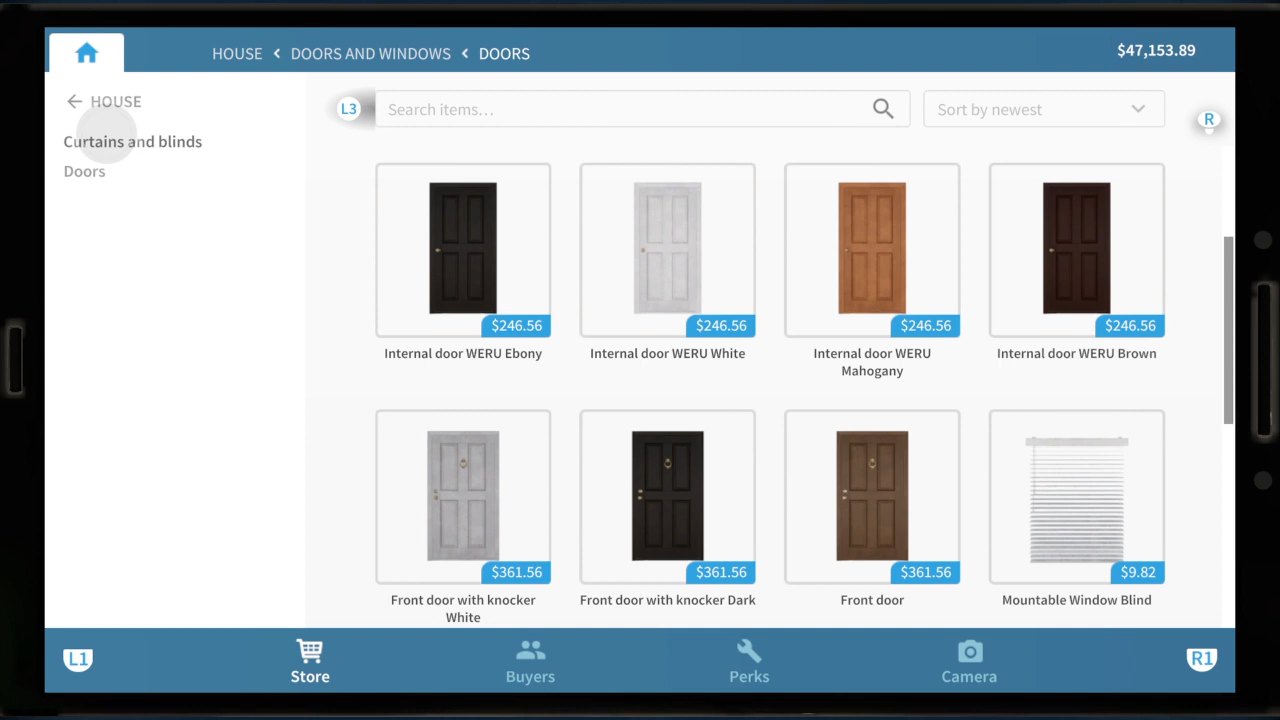 HOUSE < DOORS AND WINDOWS < DOORS
$47,153.89
HOUSE
Curtains and blinds
Doors
L3
Search items...
Sort by newest
R
$246.56
$246.56
$246.56
$246.56
Internal door WERU Ebony
Internal door WERU White
Internal door WERU
Mahogany
Internal door WERU Brown
$361.56
$361.56
$361.56
$9.82
Front door with knocker
White
Front door with knocker Dark
Front door
Mountable Window Blind
L1
Store
Buyers
Perks
Camera
R1